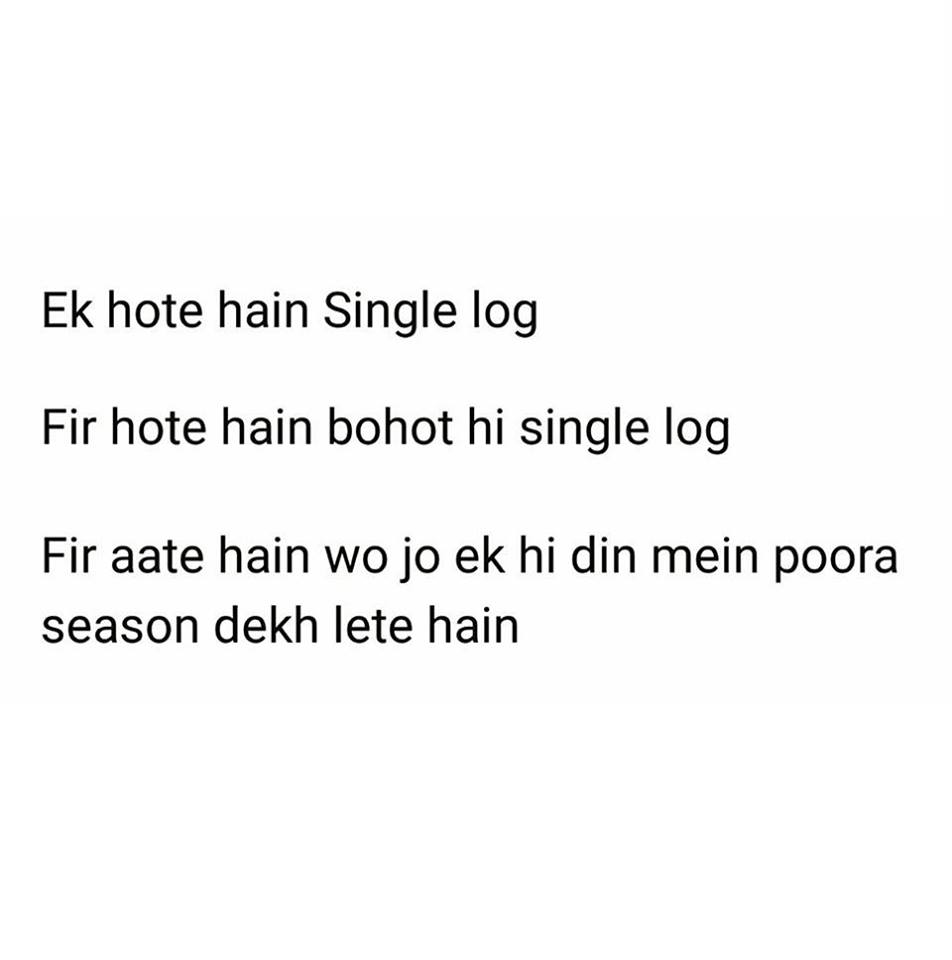 Ek hote hain Single log
Fir hote hain bohot hi single log
Fir aate hain wo jo ek hi din mein poora
season dekh lete hain